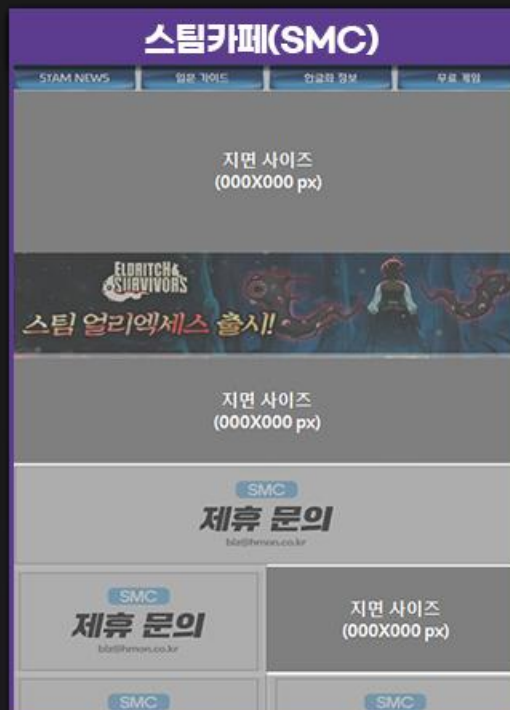 스팀카페(SMC)
STAM NEWS 입문 가이드 한글화 정보 무료 게임
지면 사이즈
(000X000 px)
ELDRITCH&
SURVIVORS
스팀 얼리엑세스 출시!
지면 사이즈
(000X000 px)
SMC
제휴 문의
biz@hmon.co.kr
SMC
제휴 문의
biz@hmon.co.kr
지면 사이즈
(000X000 px)
SMC SMC